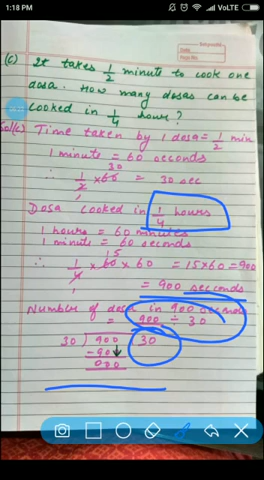 1:18 PM
VoLTE
Date
(c) It takes 1/2 minute to cook one
dosa. How many dosas can be
cooked in 1/4 hour?
Sol(c) Time taken by 1 dosa = 1/2 min
1 minute = 60 seconds
∴ 1/2 × 60 30 = 30 sec
Dosa cooked in 1/4 hours
1 hours = 60 minutes
1 minute = 60 seconds
∴ 1/4 × 60 15 × 60 = 15×60 = 900
= 900 seconds
Number of dosa in 900 seconds
= 900 ÷ 30
30 ) 900 ( 30
-90↓
000